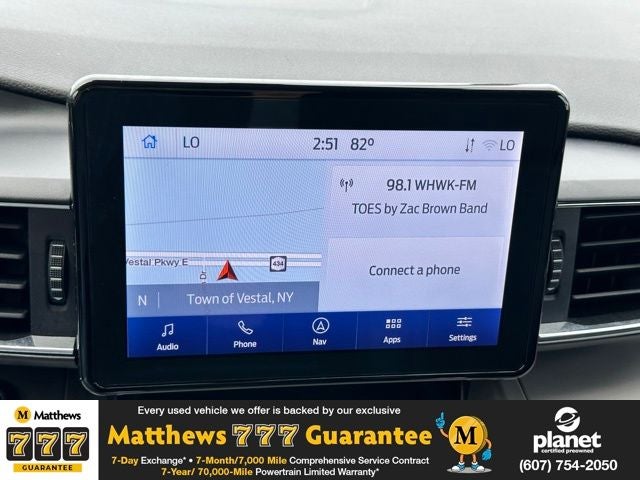 LO 2:51 82° LO
98.1 WHWK-FM
TOES by Zac Brown Band
Vestal Pkwy E
434
Connect a phone
N Town of Vestal, NY
Audio Phone Nav Apps Settings
M Matthews
777
GUARANTEE
Every used vehicle we offer is backed by our exclusive
Matthews 777 Guarantee
7-Day Exchange* • 7-Month/7,000 Mile Comprehensive Service Contract
7-Year/ 70,000-Mile Powertrain Limited Warranty*
M
planet
certified preowned
(607) 754-2050